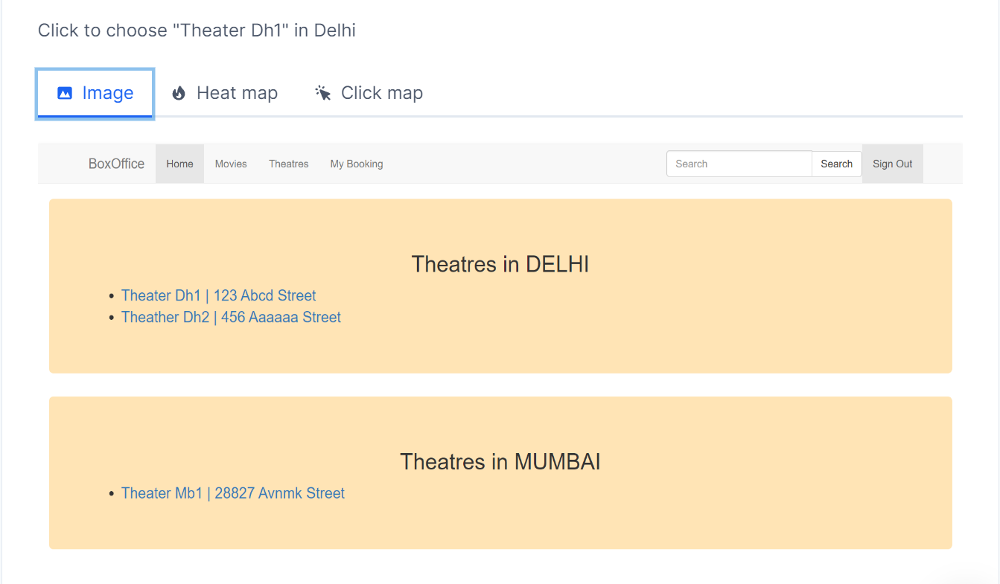 Click to choose "Theater Dh1" in Delhi
Image Heat map Click map
BoxOffice Home Movies Theatres My Booking Search Search Sign Out
Theatres in DELHI
• Theater Dh1 | 123 Abcd Street
• Theather Dh2 | 456 Aaaaaa Street
Theatres in MUMBAI
• Theater Mb1 | 28827 Avnmk Street